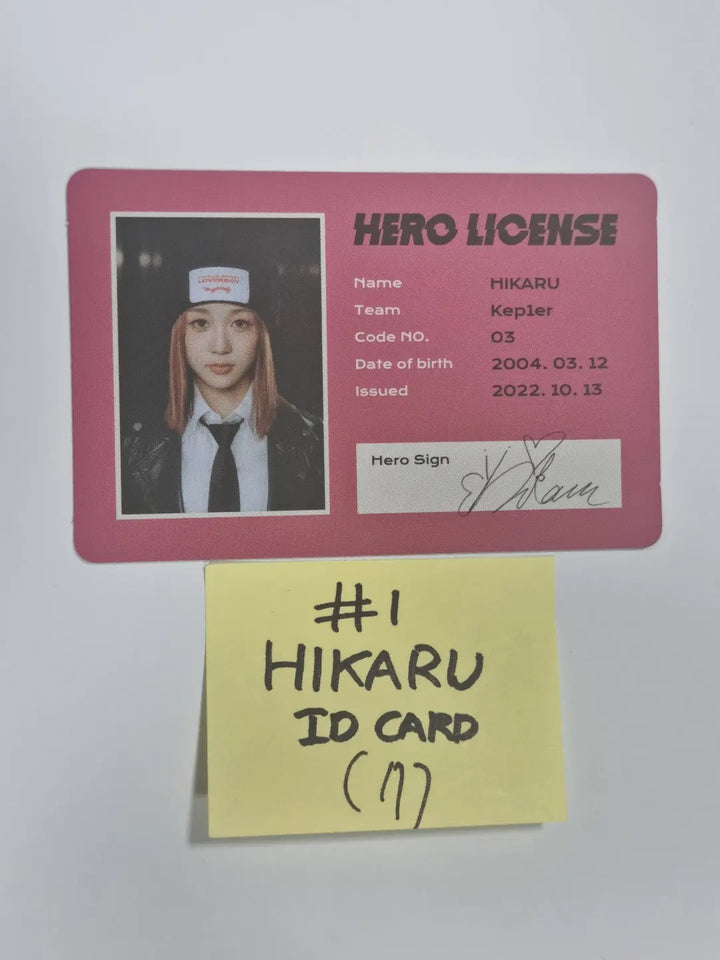 LOVERBOY
HERO LICENSE
Name HIKARU
Team Kep1er
Code NO. 03
Date of birth 2004. 03. 12
Issued 2022. 10. 13
Hero Sign
#1
HIKARU
ID CARD
(7)